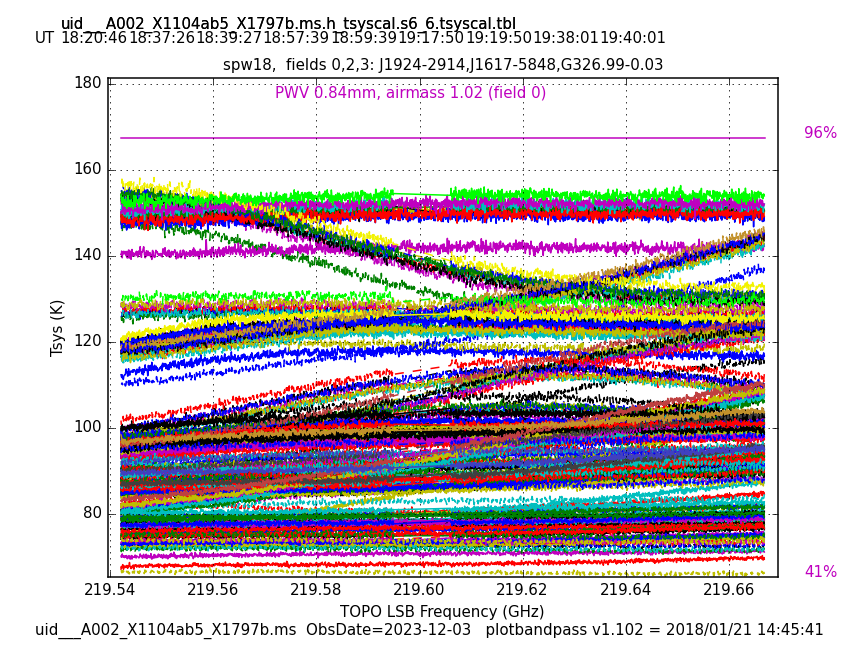 uid___A002_X1104ab5_X1797b.ms.h_tsyscal.s6_6.tsyscal.tbl
UT 18:20:46 18:37:26 18:39:27 18:57:39 18:59:39 19:17:50 19:19:50 19:38:01 19:40:01
spw18,  fields 0,2,3: J1924-2914,J1617-5848,G326.99-0.03
PWV 0.84mm, airmass 1.02 (field 0)
180
160
140
120
100
80
Tsys (K)
96%
41%
219.54 219.56 219.58 219.60 219.62 219.64 219.66
TOPO LSB Frequency (GHz)
uid___A002_X1104ab5_X1797b.ms  ObsDate=2023-12-03   plotbandpass v1.102 = 2018/01/21 14:45:41